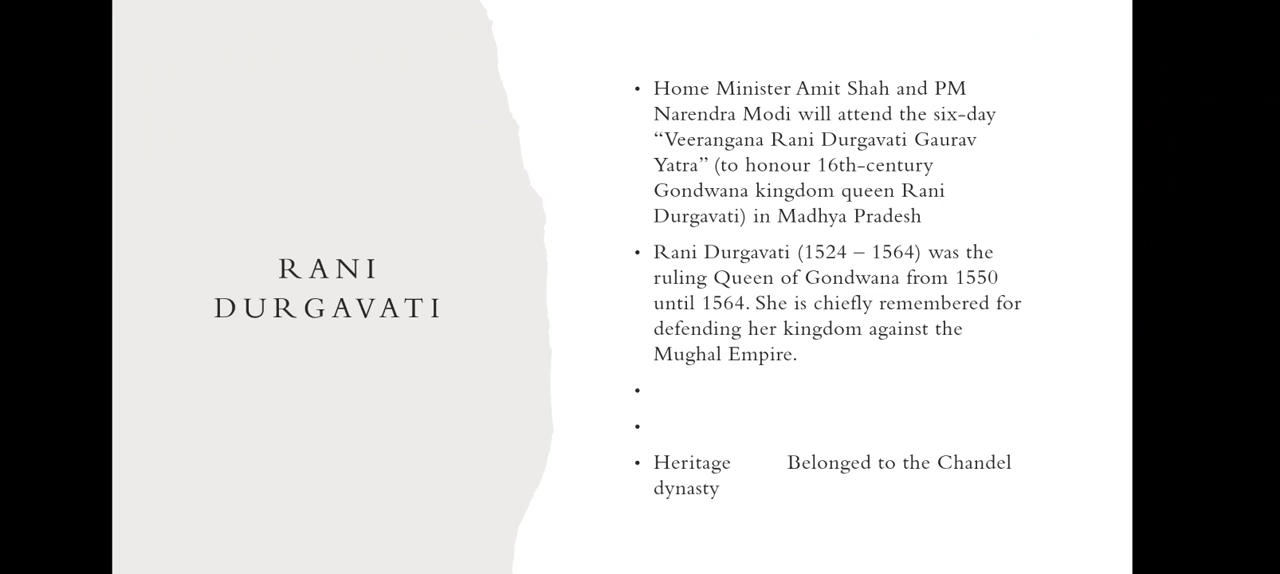 RANI
DURGAVATI
• Home Minister Amit Shah and PM
Narendra Modi will attend the six-day
“Veerangana Rani Durgavati Gaurav
Yatra” (to honour 16th-century
Gondwana kingdom queen Rani
Durgavati) in Madhya Pradesh
• Rani Durgavati (1524 – 1564) was the
ruling Queen of Gondwana from 1550
until 1564. She is chiefly remembered for
defending her kingdom against the
Mughal Empire.
•
•
• Heritage Belonged to the Chandel
dynasty